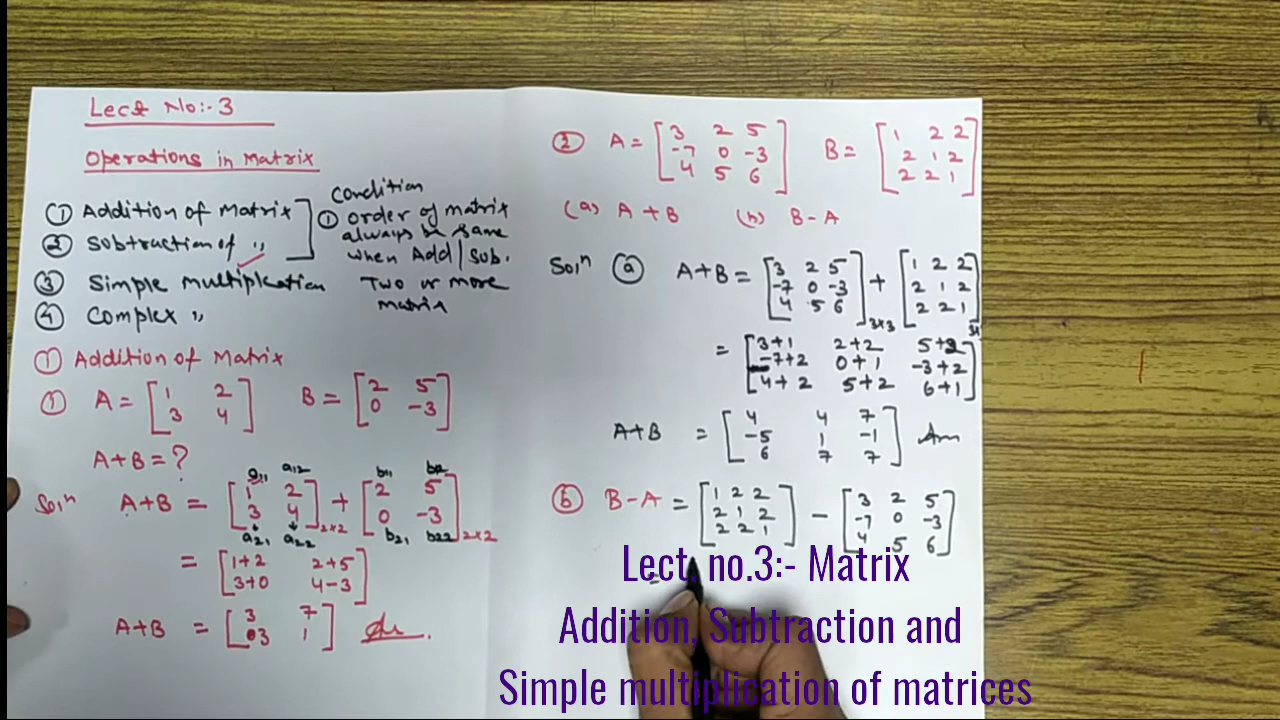 Lect No:- 3
Operations in Matrix
① Addition of Matrix
② Subtraction of ,,
③ Simple multiplication
④ Complex ,,
Condition
① order of matrix
always be same
when Add/Sub.
Two or more
matrix
① Addition of Matrix
① A = [1 2
3 4] B = [2 5
0 -3]
A+B = ?
Solⁿ A+B = [1 2
3 4]2×2 + [2 5
0 -3]2×2
a11 a12 b11 b12
a21 a22 b21 b22
= [1+2 2+5
3+0 4-3]
A+B = [3 7
3 1] Ans.
② A = [3 2 5
-7 0 -3
4 5 6] B = [1 2 2
2 1 2
2 2 1]
(a) A+B (b) B-A
Solⁿ ⓐ A+B = [3 2 5
-7 0 -3
4 5 6]3×3 + [1 2 2
2 1 2
2 2 1]
= [3+1 2+2 5+2
-7+2 0+1 -3+2
4+2 5+2 6+1]
A+B = [4 4 7
-5 1 -1
6 7 7] Ans
ⓑ B-A = [1 2 2
2 1 2
2 2 1] - [3 2 5
-7 0 -3
4 5 6]
=
Lect. no.3:- Matrix
Addition, Subtraction and
Simple multiplication of matrices